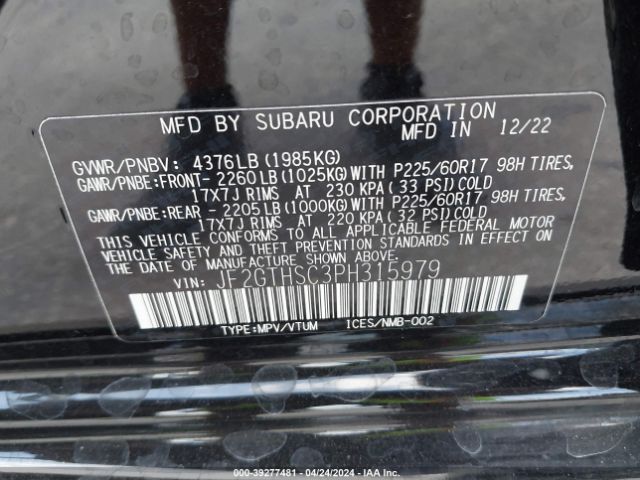 MFD BY SUBARU CORPORATION
MFD IN 12/22
GVWR/PNBV: 4376LB(1985KG)
GAWR/PNBE:FRONT- 2260LB(1025KG)WITH P225/60R17 98H TIRES,
17X7J RIMS AT 230 KPA(33 PSI)COLD
GAWR/PNBE:REAR - 2205LB(1000KG)WITH P225/60R17 98H TIRES,
17X7J RIMS AT 220 KPA(32 PSI)COLD
THIS VEHICLE CONFORMS TO ALL APPLICABLE FEDERAL MOTOR
VEHICLE SAFETY AND THEFT PREVENTION STANDARDS IN EFFECT
ON THE DATE OF MANUFACTURE SHOWN ABOVE.
VIN: JF2GTHSC3PH315979
TYPE:MPV/VTUM ICES/NMB-002
000-39277481 - 04/24/2024 - IAA Inc.